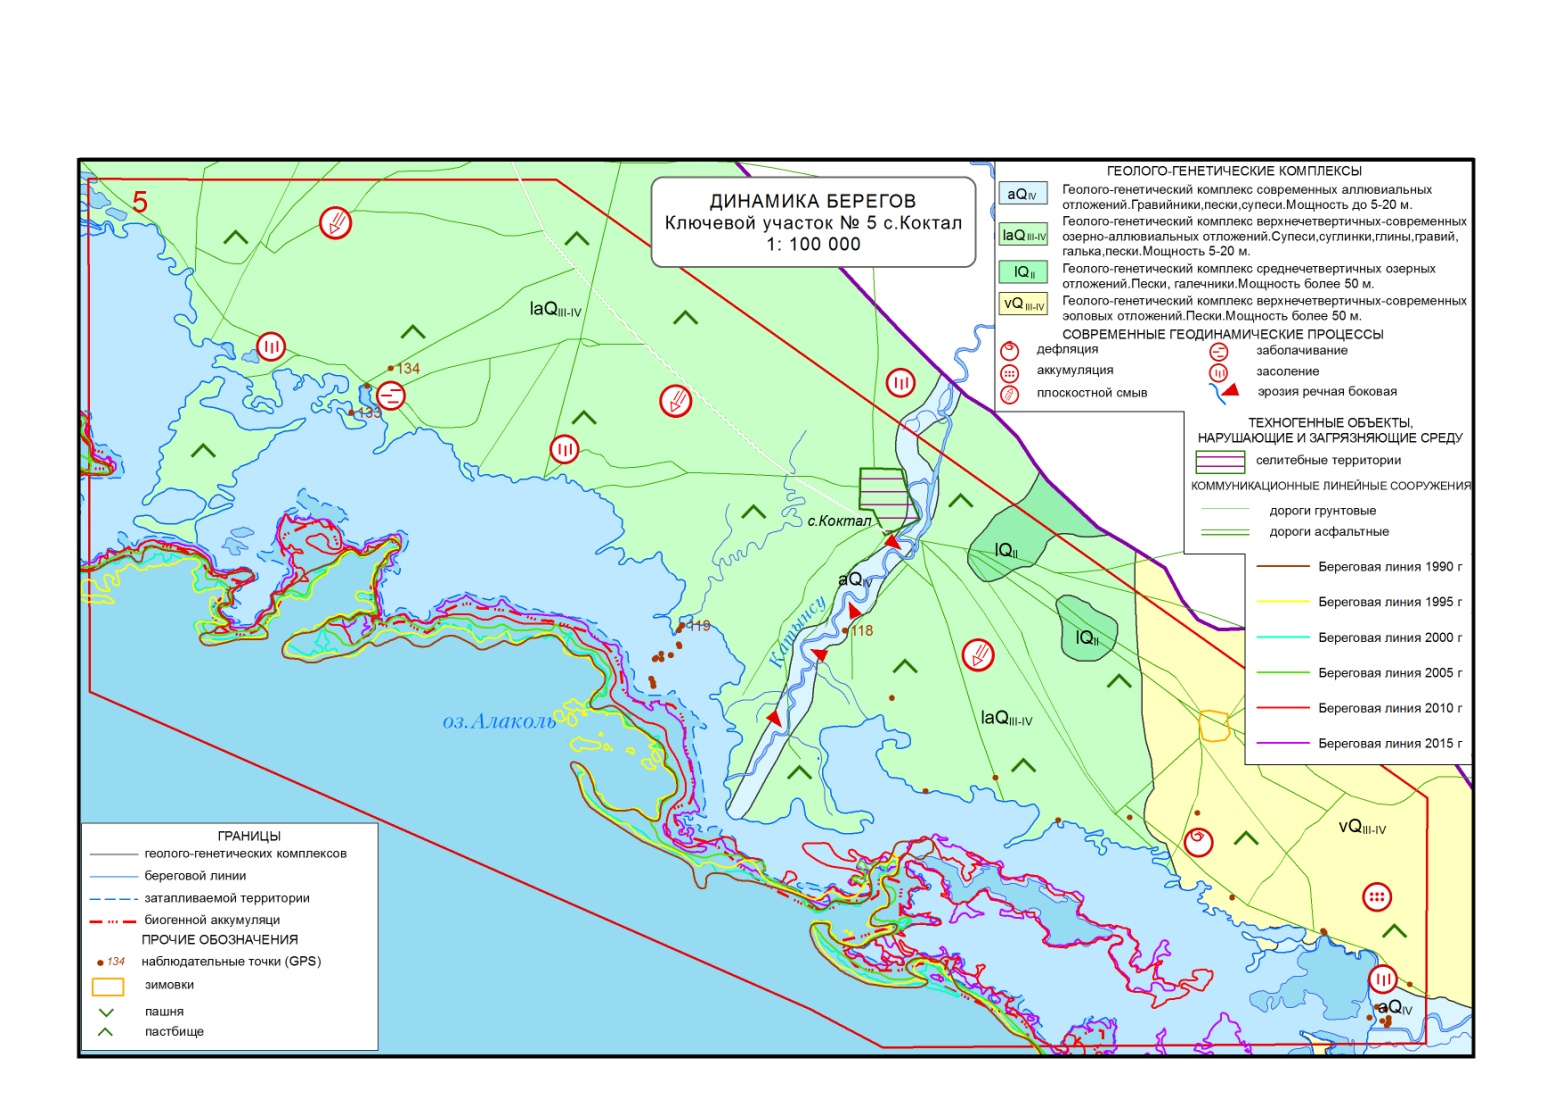 ДИНАМИКА БЕРЕГОВ
Ключевой участок № 5 с.Коктал
1: 100 000
5
laQIII-IV
134
133
с.Коктал
lQII
aQIV
Катынсу
119
118
lQII
оз.Алаколь
laQIII-IV
vQIII-IV
aQIV
ГЕОЛОГО-ГЕНЕТИЧЕСКИЕ КОМПЛЕКСЫ
aQIV
Геолого-генетический комплекс современных аллювиальных
отложений.Гравийники,пески,супеси.Мощность до 5-20 м.
laQIII-IV
Геолого-генетический комплекс верхнечетвертичных-современных
озерно-аллювиальных отложений.Супеси,суглинки,глины,гравий,
галька,пески.Мощность 5-20 м.
lQII
Геолого-генетический комплекс среднечетвертичных озерных
отложений.Пески, галечники.Мощность более 50 м.
vQIII-IV
Геолого-генетический комплекс верхнечетвертичных-современных
эоловых отложений.Пески.Мощность более 50 м.
СОВРЕМЕННЫЕ ГЕОДИНАМИЧЕСКИЕ ПРОЦЕССЫ
дефляция
аккумуляция
плоскостной смыв
заболачивание
засоление
эрозия речная боковая
ТЕХНОГЕННЫЕ ОБЪЕКТЫ,
НАРУШАЮЩИЕ И ЗАГРЯЗНЯЮЩИЕ СРЕДУ
селитебные территории
КОММУНИКАЦИОННЫЕ ЛИНЕЙНЫЕ СООРУЖЕНИЯ
дороги грунтовые
дороги асфальтные
Береговая линия 1990 г
Береговая линия 1995 г
Береговая линия 2000 г
Береговая линия 2005 г
Береговая линия 2010 г
Береговая линия 2015 г
ГРАНИЦЫ
геолого-генетических комплексов
береговой линии
затапливаемой территории
биогенной аккумуляци
ПРОЧИЕ ОБОЗНАЧЕНИЯ
134 наблюдательные точки (GPS)
зимовки
пашня
пастбище